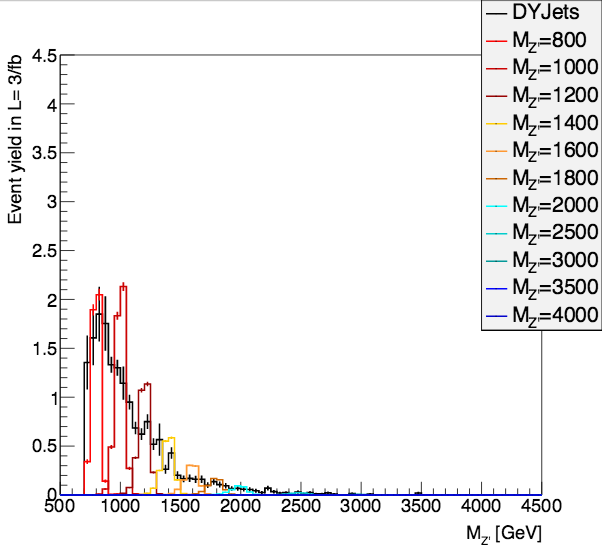 DYJets
M_Z'=800
M_Z'=1000
M_Z'=1200
M_Z'=1400
M_Z'=1600
M_Z'=1800
M_Z'=2000
M_Z'=2500
M_Z'=3000
M_Z'=3500
M_Z'=4000
Event yield in L= 3/fb
4.5
4
3.5
3
2.5
2
1.5
1
0.5
0
500 1000 1500 2000 2500 3000 3500 4000 4500
M_Z' [GeV]